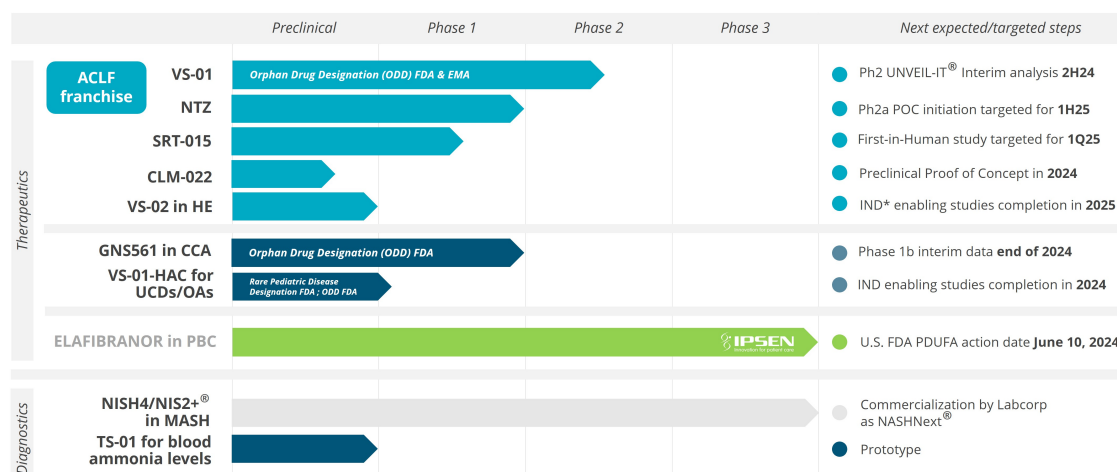 Preclinical Phase 1 Phase 2 Phase 3 Next expected/targeted steps
Therapeutics
ACLF
franchise
VS-01 Orphan Drug Designation (ODD) FDA & EMA Ph2 UNVEIL-IT® Interim analysis 2H24
NTZ Ph2a POC initiation targeted for 1H25
SRT-015 First-in-Human study targeted for 1Q25
CLM-022 Preclinical Proof of Concept in 2024
VS-02 in HE IND* enabling studies completion in 2025
GNS561 in CCA Orphan Drug Designation (ODD) FDA Phase 1b interim data end of 2024
VS-01-HAC for
UCDs/OAs
Rare Pediatric Disease
Designation FDA ; ODD FDA
IND enabling studies completion in 2024
ELAFIBRANOR in PBC IPSEN U.S. FDA PDUFA action date June 10, 2024
Innovation for patient care
Diagnostics
NISH4/NIS2+®
in MASH
Commercialization by Labcorp
as NASHNext®
TS-01 for blood
ammonia levels
Prototype